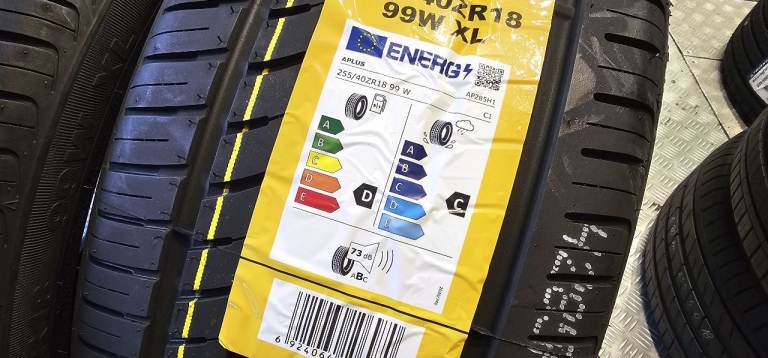 99W XL
ENERG
APLUS
255/40ZR18 99 W
AP285H1
C1
A
B
C
D
E
D
A
B
C
D
E
C
73 dB
ABC